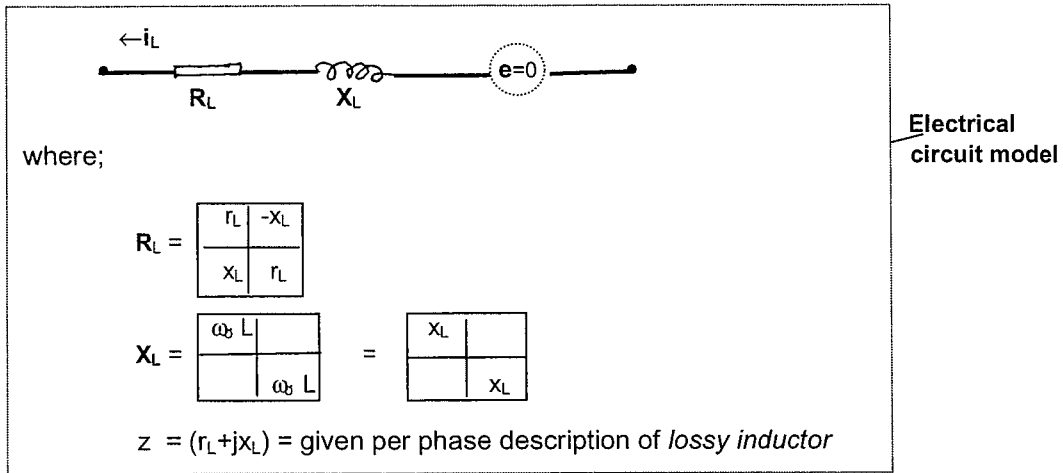 ←iL
e=0
RL
XL
Electrical
circuit model
where;
RL =
rL -xL
xL rL
XL =
ωb L
ωb L
=
xL
xL
z = (rL+jxL) = given per phase description of lossy inductor